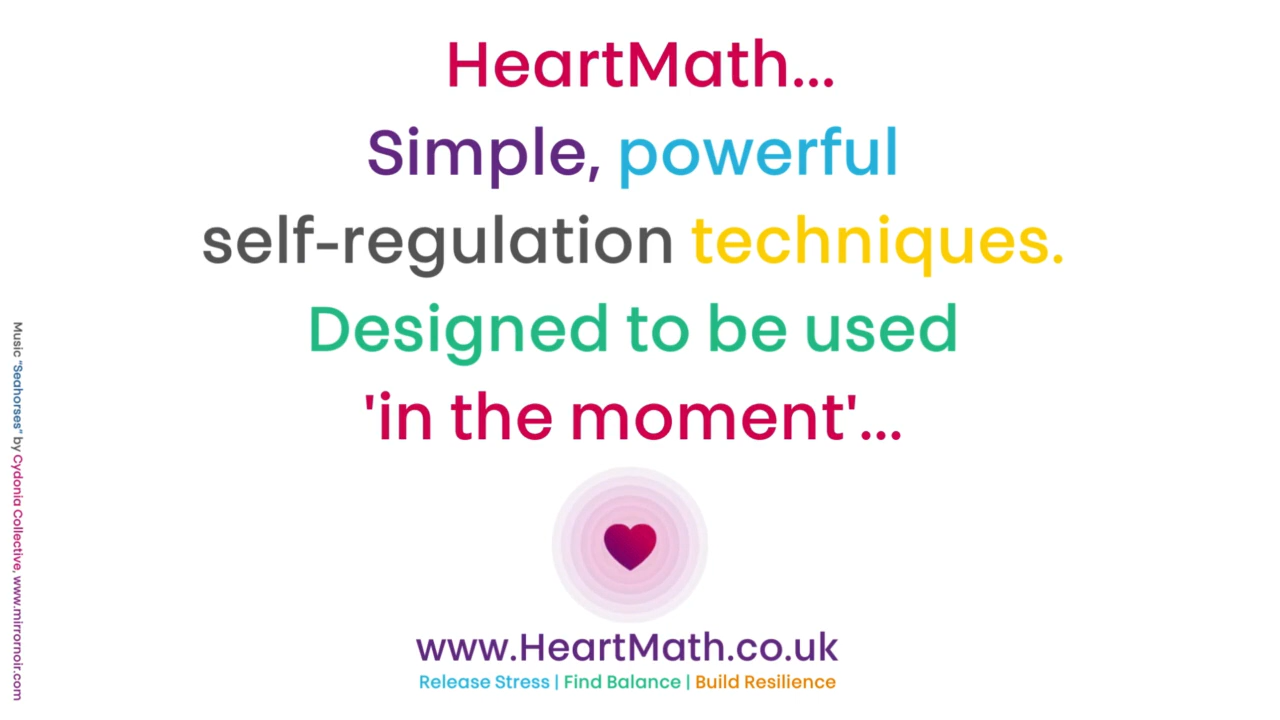 HeartMath...
Simple, powerful
self-regulation techniques.
Designed to be used
'in the moment'...
www.HeartMath.co.uk
Release Stress | Find Balance | Build Resilience
Music "Seahorses" by Cydonia Collective, www.mirrornoir.com